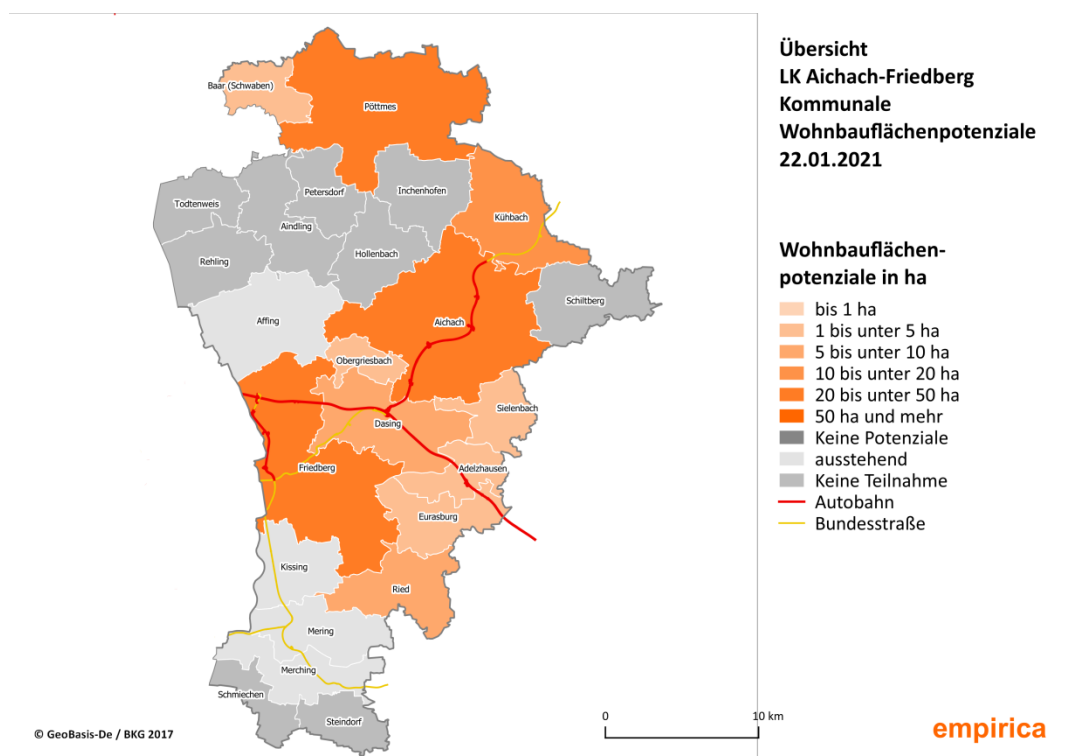 Übersicht
LK Aichach-Friedberg
Kommunale
Wohnbauflächenpotenziale
22.01.2021
Baar (Schwaben)
Pöttmes
Petersdorf
Inchenhofen
Todtenweis
Aindling
Kühbach
Rehling
Hollenbach
Schiltberg
Affing
Aichach
Obergriesbach
Sielenbach
Dasing
Friedberg
Adelzhausen
Eurasburg
Kissing
Ried
Mering
Merching
Schmiechen
Steindorf
Wohnbauflächen-
potenziale in ha
bis 1 ha
1 bis unter 5 ha
5 bis unter 10 ha
10 bis unter 20 ha
20 bis unter 50 ha
50 ha und mehr
Keine Potenziale
ausstehend
Keine Teilnahme
Autobahn
Bundesstraße
0
10 km
© GeoBasis-De / BKG 2017
empirica